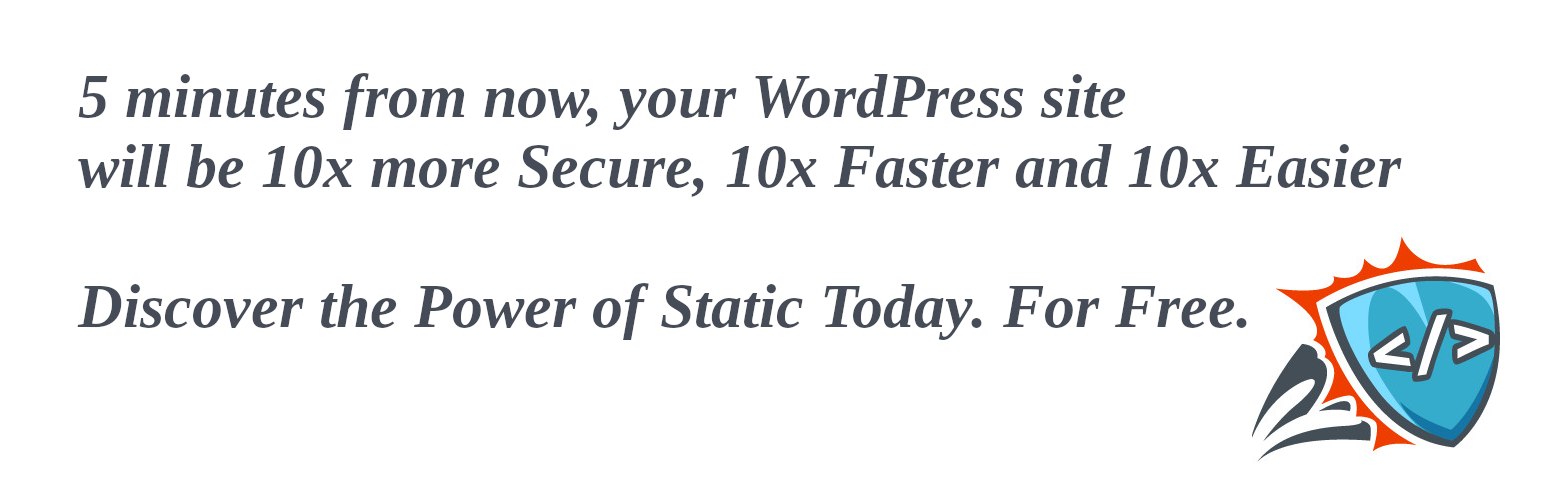 5 minutes from now, your WordPress site
will be 10x more Secure, 10x Faster and 10x Easier
Discover the Power of Static Today. For Free.
</>